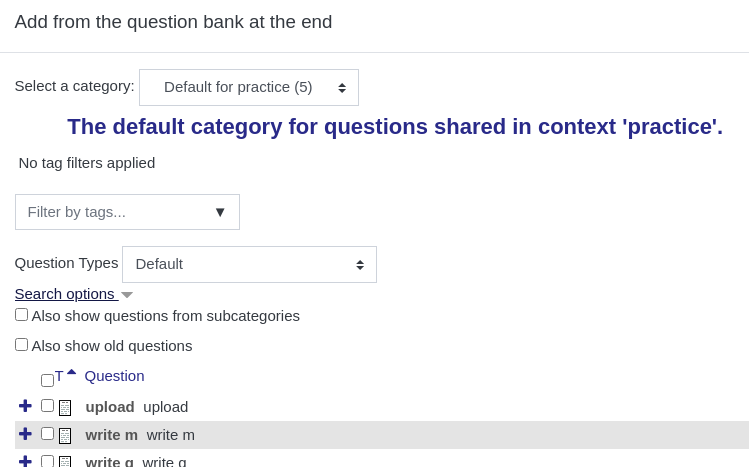 Add from the question bank at the end
Select a category: Default for practice (5)
The default category for questions shared in context 'practice'.
No tag filters applied
Filter by tags... ▼
Question Types Default
Search options
Also show questions from subcategories
Also show old questions
T Question
upload upload
write m write m
write q write q